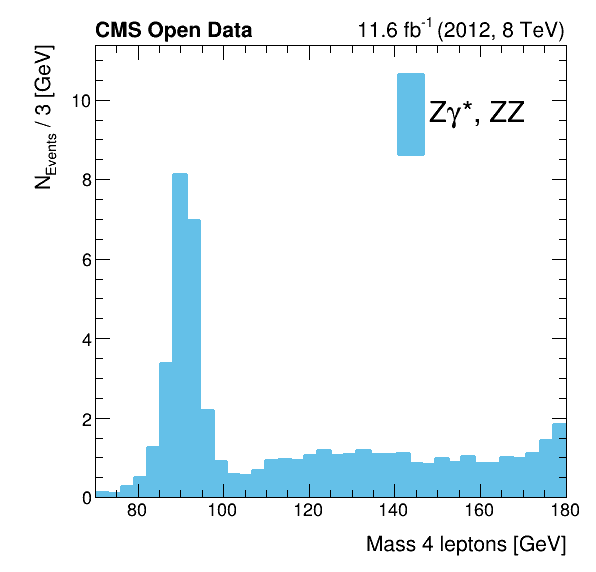 CMS Open Data 11.6 fb⁻¹ (2012, 8 TeV)
N_Events / 3 [GeV]
Zγ*, ZZ
10
8
6
4
2
0
80 100 120 140 160 180
Mass 4 leptons [GeV]